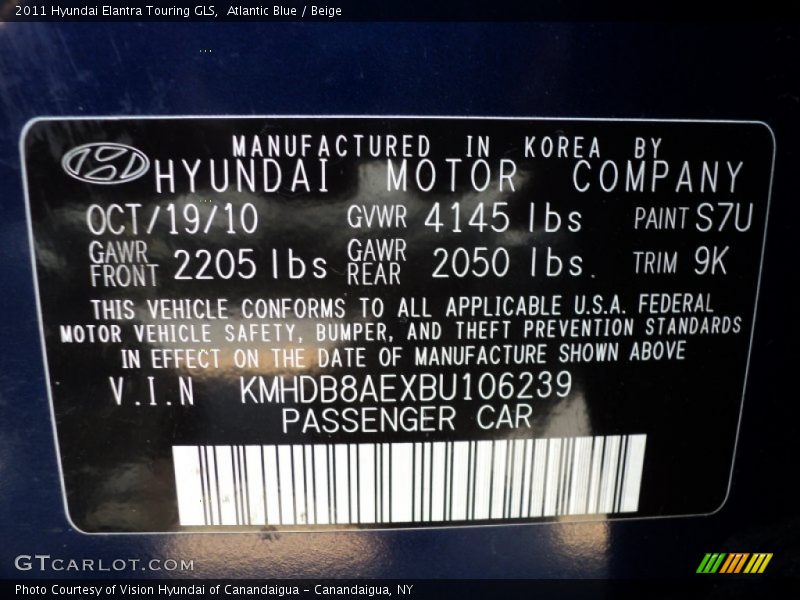 2011 Hyundai Elantra Touring GLS,  Atlantic Blue / Beige
MANUFACTURED IN KOREA BY
HYUNDAI MOTOR COMPANY
OCT/19/10 GVWR 4145 lbs PAINT S7U
GAWR FRONT 2205 lbs GAWR REAR 2050 lbs. TRIM 9K
THIS VEHICLE CONFORMS TO ALL APPLICABLE U.S.A. FEDERAL
MOTOR VEHICLE SAFETY, BUMPER, AND THEFT PREVENTION STANDARDS
IN EFFECT ON THE DATE OF MANUFACTURE SHOWN ABOVE
V.I.N KMHDB8AEXBU106239
PASSENGER CAR
GTCARLOT.COM
Photo Courtesy of Vision Hyundai of Canandaigua - Canandaigua, NY